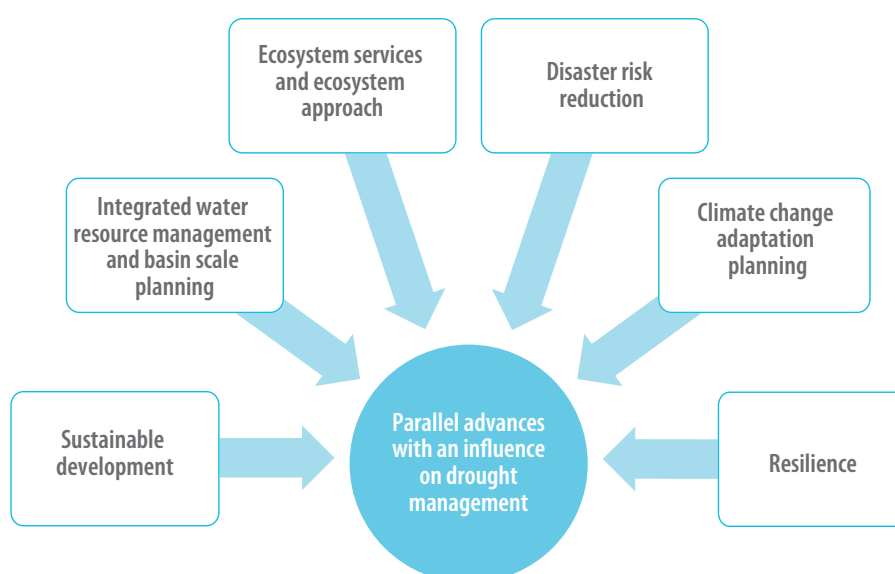 Ecosystem services
and ecosystem
approach
Disaster risk
reduction
Integrated water
resource management
and basin scale
planning
Climate change
adaptation
planning
Sustainable
development
Parallel advances
with an influence
on drought
management
Resilience